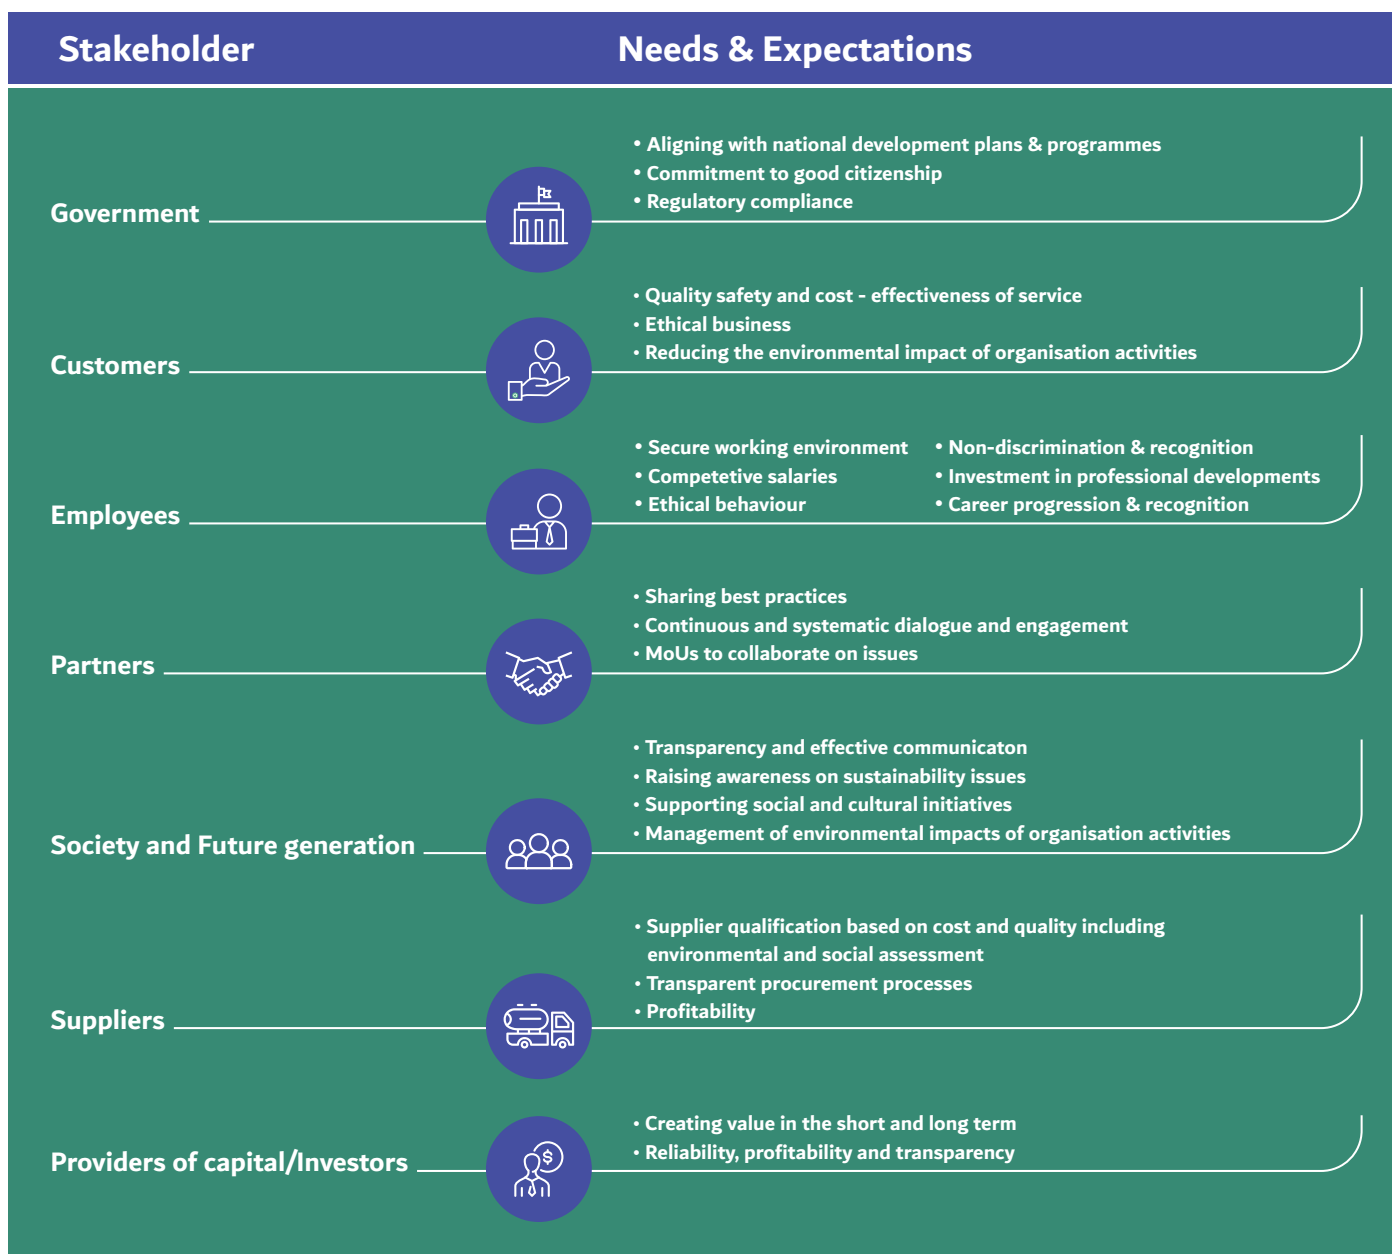 Stakeholder Needs & Expectations
Government
• Aligning with national development plans & programmes
• Commitment to good citizenship
• Regulatory compliance
Customers
• Quality safety and cost - effectiveness of service
• Ethical business
• Reducing the environmental impact of organisation activities
Employees
• Secure working environment
• Competetive salaries
• Ethical behaviour
• Non-discrimination & recognition
• Investment in professional developments
• Career progression & recognition
Partners
• Sharing best practices
• Continuous and systematic dialogue and engagement
• MoUs to collaborate on issues
Society and Future generation
• Transparency and effective communicaton
• Raising awareness on sustainability issues
• Supporting social and cultural initiatives
• Management of environmental impacts of organisation activities
Suppliers
• Supplier qualification based on cost and quality including
environmental and social assessment
• Transparent procurement processes
• Profitability
Providers of capital/Investors
$
• Creating value in the short and long term
• Reliability, profitability and transparency